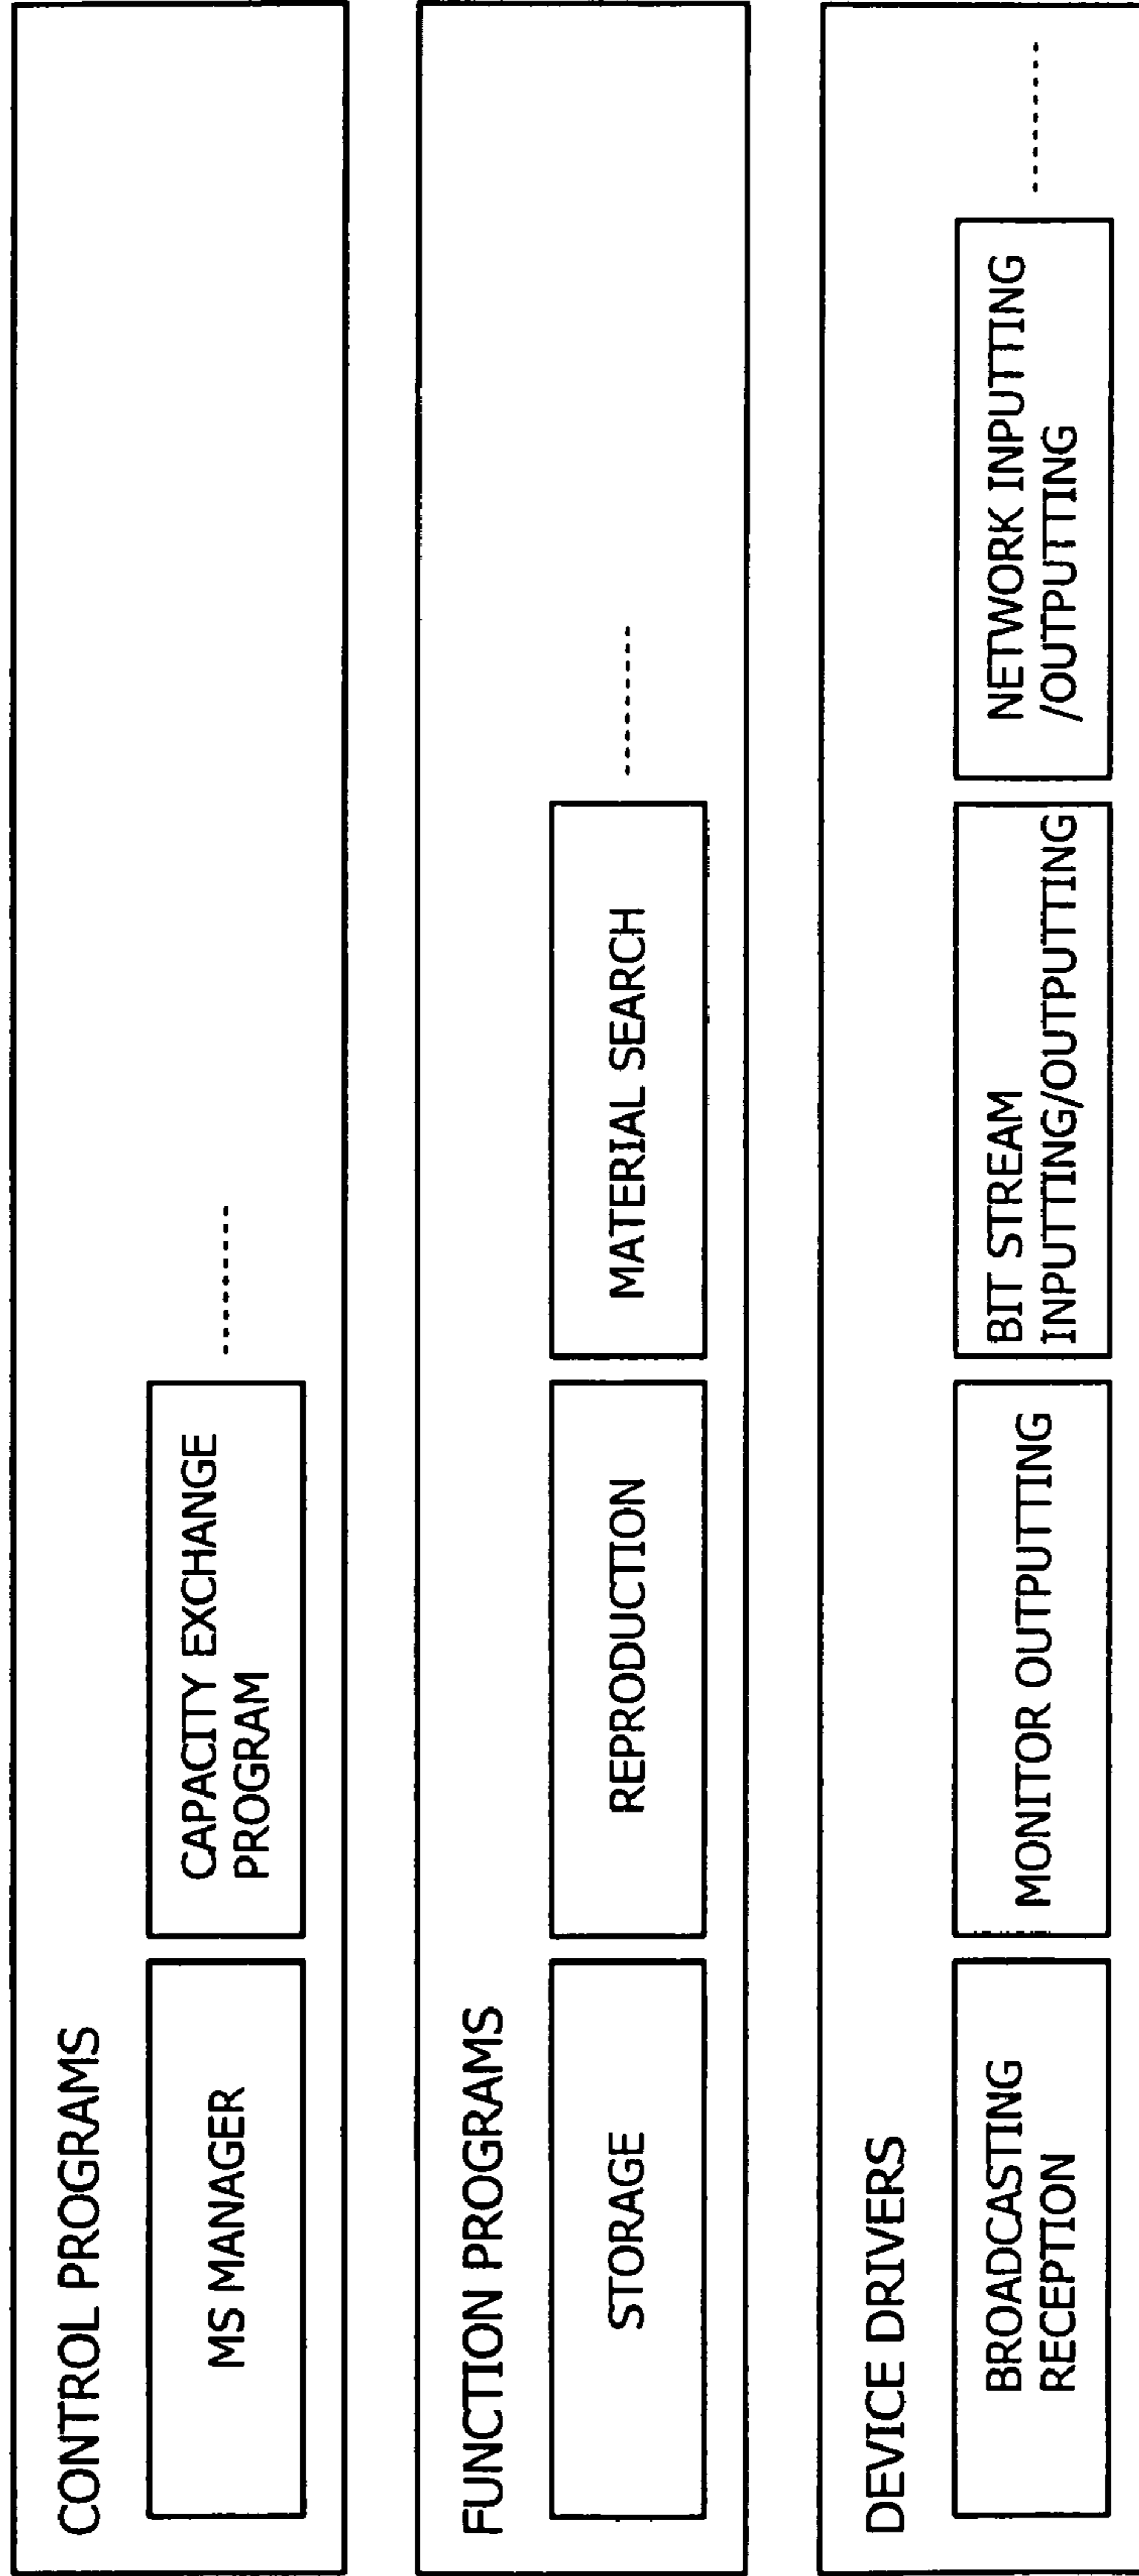 CONTROL PROGRAMS
MS MANAGER
CAPACITY EXCHANGE
PROGRAM
FUNCTION PROGRAMS
STORAGE
REPRODUCTION
MATERIAL SEARCH
DEVICE DRIVERS
BROADCASTING
RECEPTION
MONITOR OUTPUTTING
BIT STREAM
INPUTTING/OUTPUTTING
NETWORK INPUTTING
/OUTPUTTING